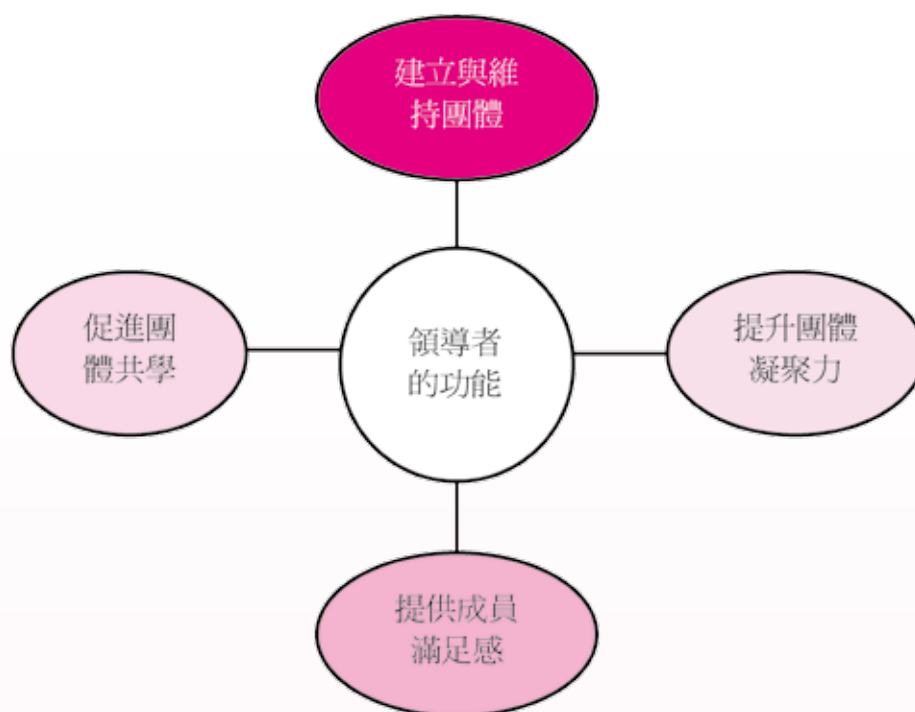 建立與維
持團體
促進團
體共學
領導者
的功能
提升團體
凝聚力
提供成員
滿足感